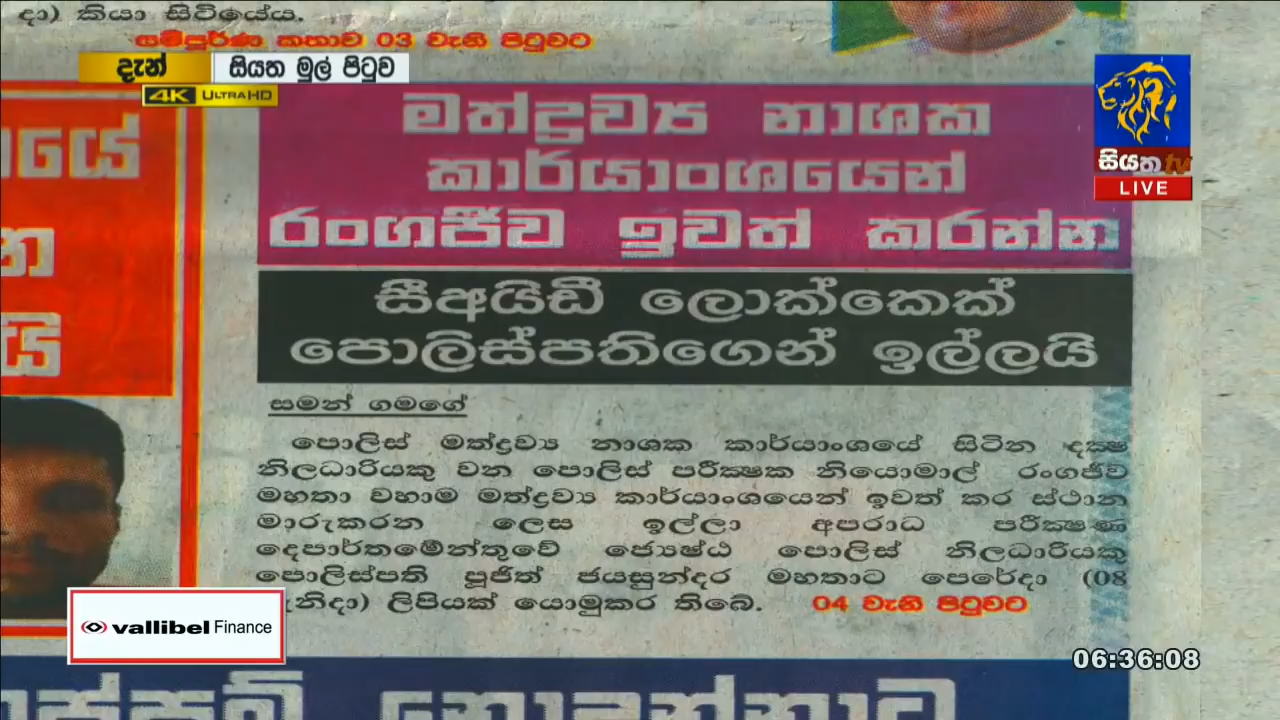 දා) කියා සිටියේය.
සම්පූර්ණ කතාව 03 වැනි පිටුවට
දැන් සියත මුල් පිටුව
4K ULTRA HD
සියත tv
LIVE
මත්ද්‍රව්‍ය නාශක
කාර්යාංශයෙන්
රංගජීව ඉවත් කරන්න
සීඅයිඩී ලොක්කෙක්
පොලිස්පතිගෙන් ඉල්ලයි
සමන් ගමගේ
පොලිස් මත්ද්‍රව්‍ය නාශක කාර්යාංශයේ සිටින දක්‍ෂ
නිලධාරියකු වන පොලිස් පරීක්‍ෂක නියොමාල් රංගජීව
මහතා වහාම මත්ද්‍රව්‍ය කාර්යාංශයෙන් ඉවත් කර ස්ථාන
මාරුකරන ලෙස ඉල්ලා අපරාධ පරීක්‍ෂණ
දෙපාර්තමේන්තුවේ ජ්‍යෙෂ්ඨ පොලිස් නිලධාරියකු
පොලිස්පති පූජිත් ජයසුන්දර මහතාට පෙරේදා (08
ලිපියක් යොමුකර තිබේ. 04 වැනි පිටුවට
vallibel Finance
06:36:08